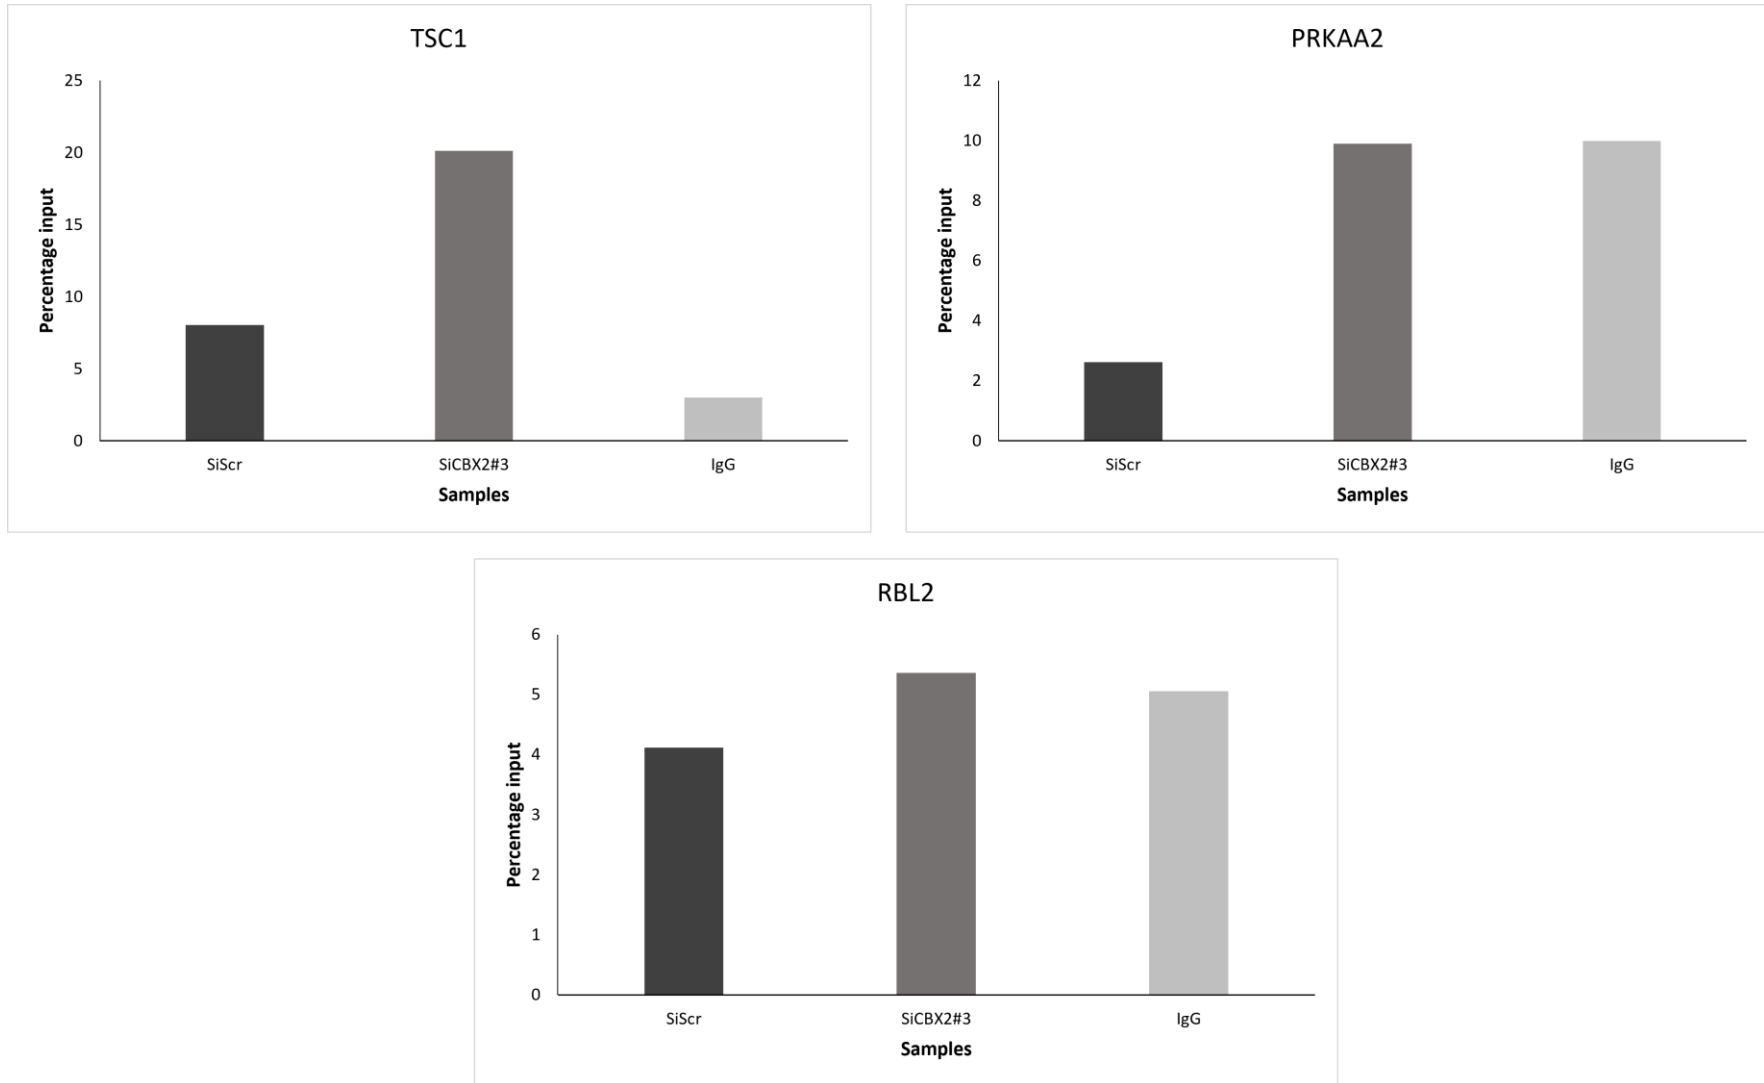 TSC1
25
20
15
10
5
0
Percentage input
SiScr SiCBX2#3 IgG
Samples
PRKAA2
12
10
8
6
4
2
0
Percentage input
SiScr SiCBX2#3 IgG
Samples
RBL2
6
5
4
3
2
1
0
Percentage input
SiScr SiCBX2#3 IgG
Samples